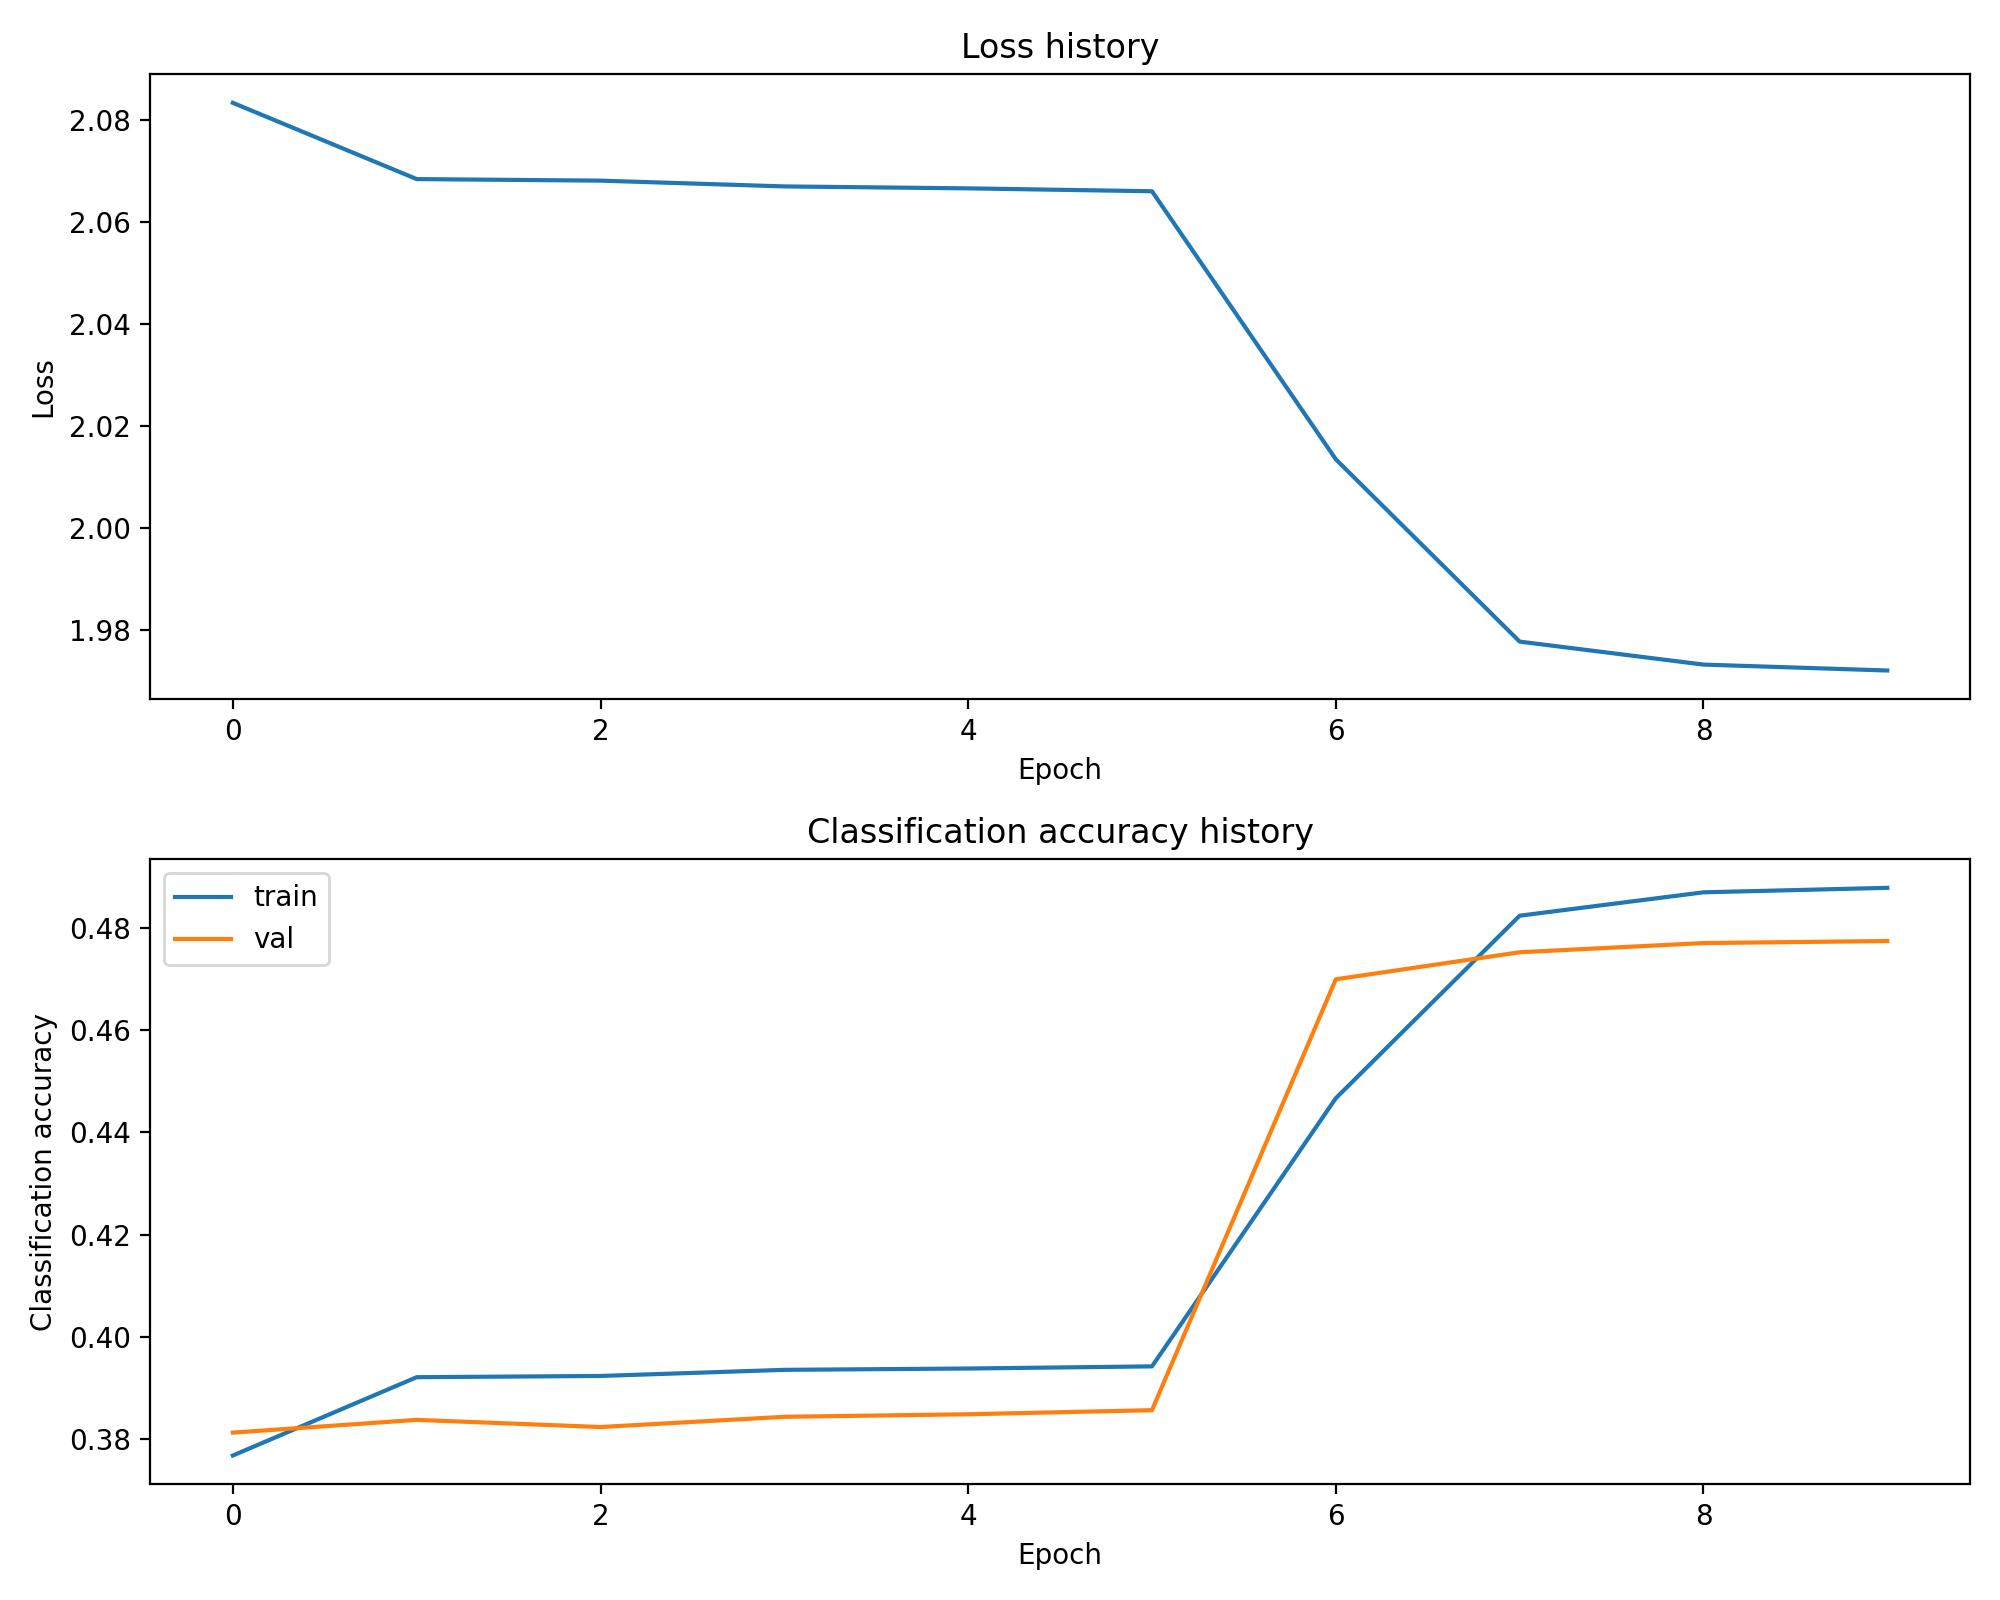 Loss history
2.08
2.06
2.04
2.02
2.00
1.98
Loss
0 2 4 6 8
Epoch
Classification accuracy history
train
val
0.48
0.46
0.44
0.42
0.40
0.38
Classification accuracy
0 2 4 6 8
Epoch